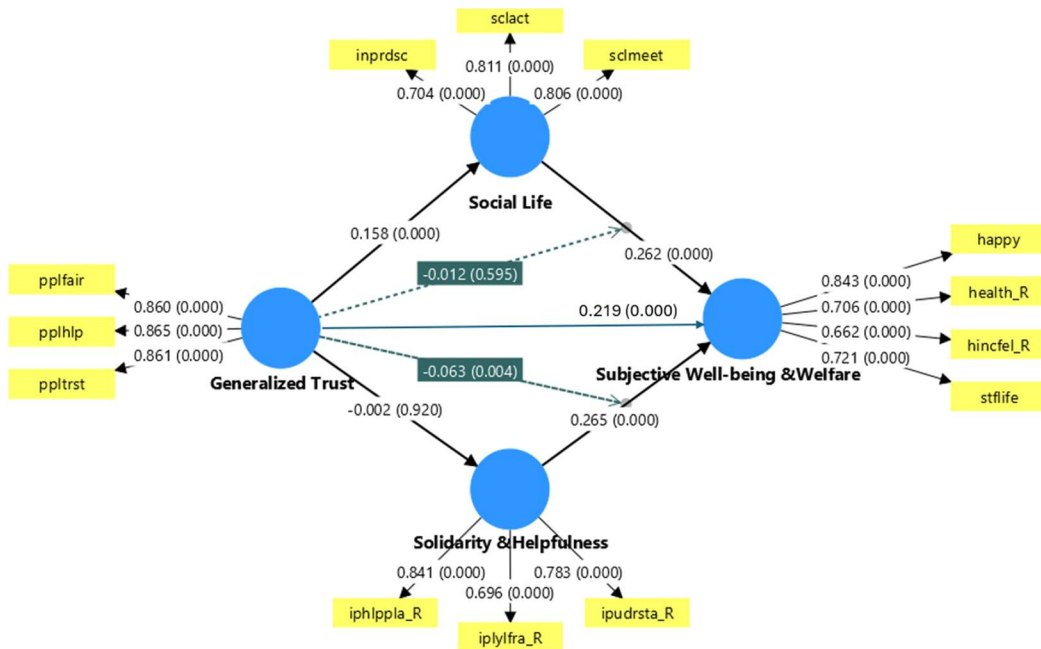 sclact
inprdsc
sclmeet
0.811 (0.000)
0.704 (0.000)
0.806 (0.000)
Social Life
0.158 (0.000)
0.262 (0.000)
-0.012 (0.595)
pplfair
pplhlp
ppltrst
0.860 (0.000)
0.865 (0.000)
0.861 (0.000)
Generalized Trust
0.219 (0.000)
-0.063 (0.004)
-0.002 (0.920)
0.265 (0.000)
happy
health_R
hincfel_R
stflife
0.843 (0.000)
0.706 (0.000)
0.662 (0.000)
0.721 (0.000)
Subjective Well-being &Welfare
Solidarity &Helpfulness
0.841 (0.000)
0.696 (0.000)
0.783 (0.000)
iphlppla_R
iplylfra_R
ipudrsta_R